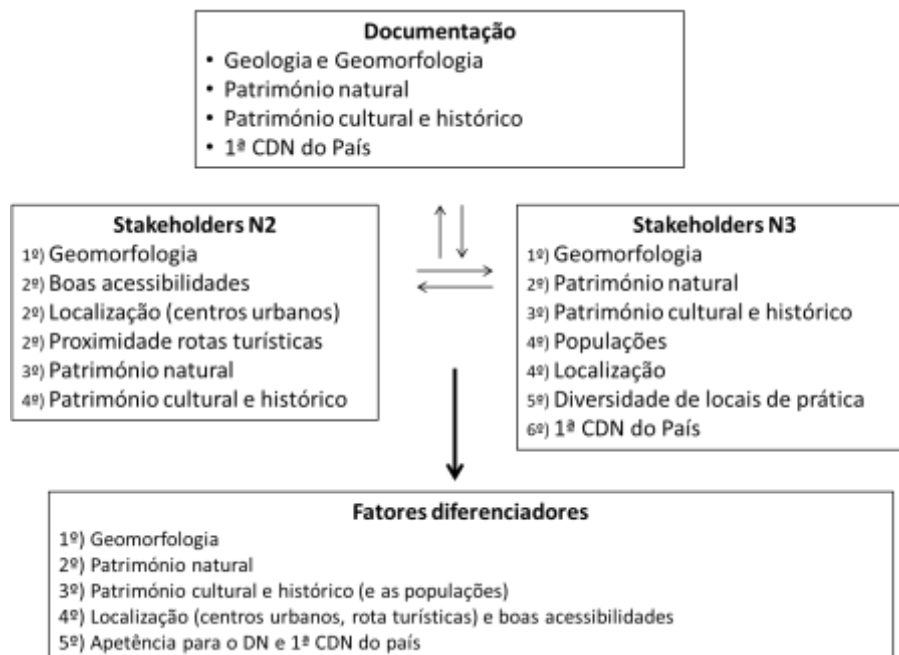 Documentação
• Geologia e Geomorfologia
• Património natural
• Património cultural e histórico
• 1ª CDN do País
Stakeholders N2
1º) Geomorfologia
2º) Boas acessibilidades
2º) Localização (centros urbanos)
2º) Proximidade rotas turísticas
3º) Património natural
4º) Património cultural e histórico
Stakeholders N3
1º) Geomorfologia
2º) Património natural
3º) Património cultural e histórico
4º) Populações
4º) Localização
5º) Diversidade de locais de prática
6º) 1ª CDN do País
Fatores diferenciadores
1º) Geomorfologia
2º) Património natural
3º) Património cultural e histórico (e as populações)
4º) Localização (centros urbanos, rota turísticas) e boas acessibilidades
5º) Apetência para o DN e 1ª CDN do país